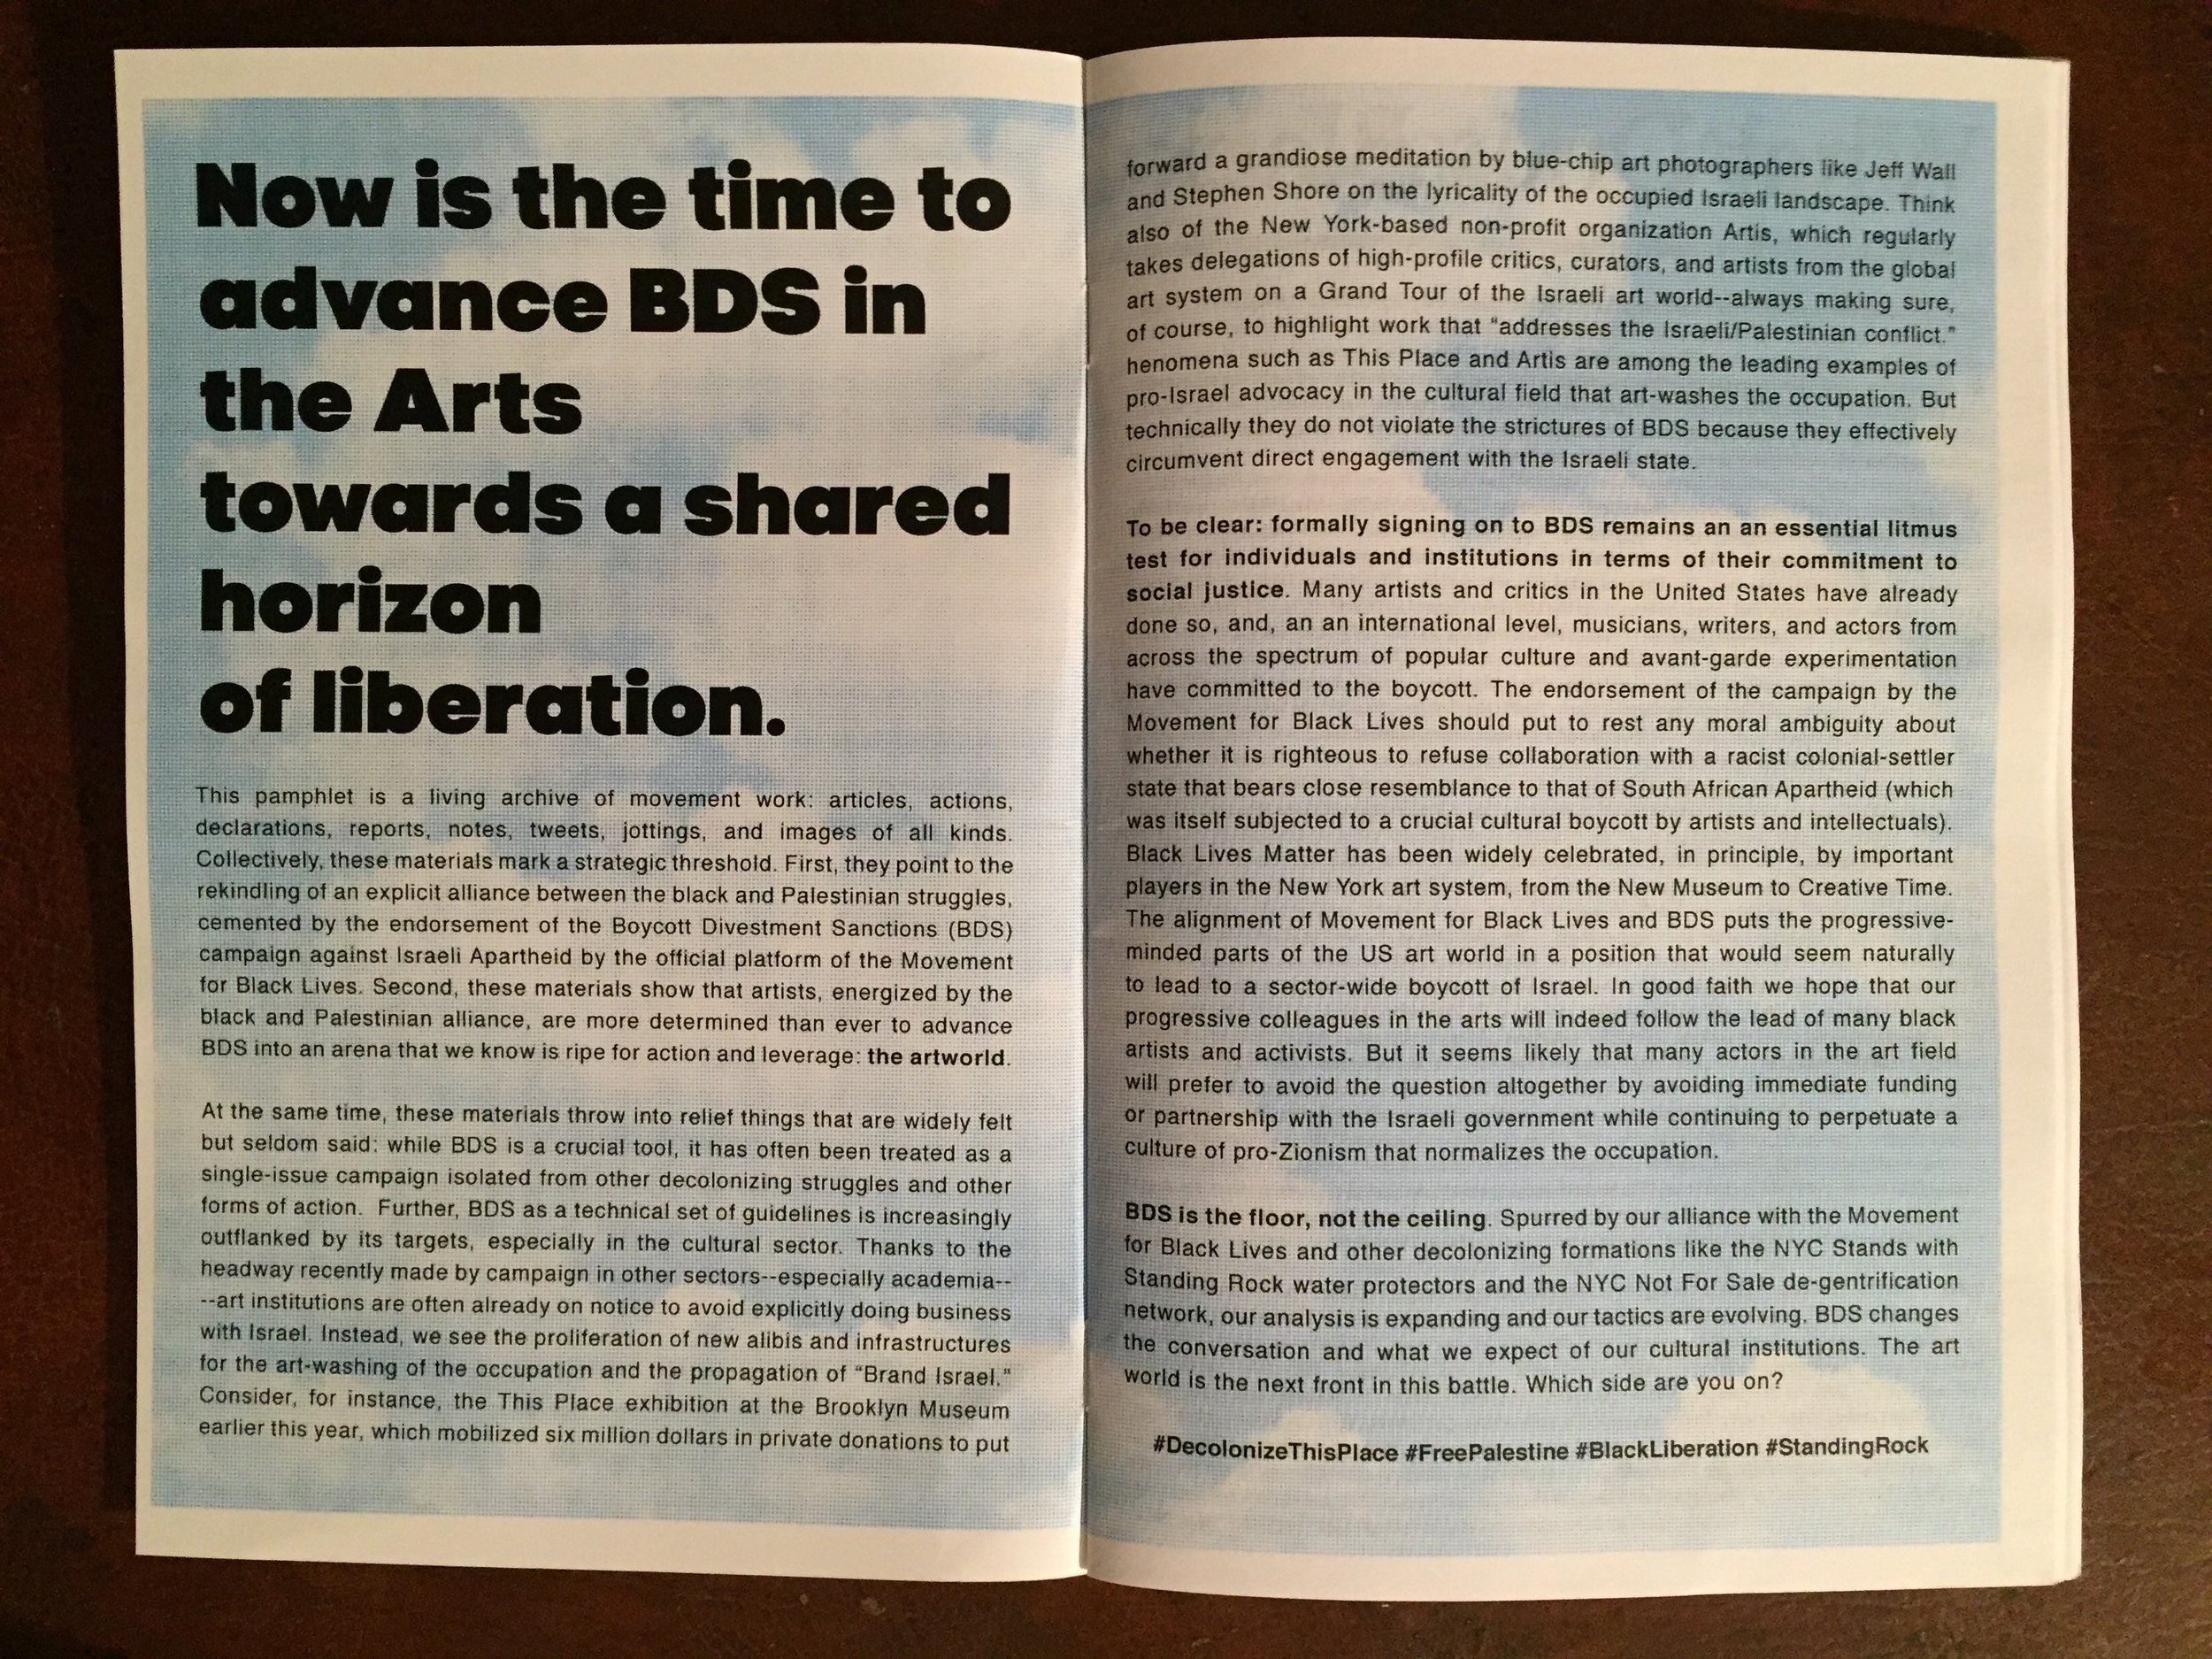 Now is the time to
advance BDS in
the Arts
towards a shared
horizon
of liberation.
This pamphlet is a living archive of movement work: articles, actions,
declarations, reports, notes, tweets, jottings, and images of all kinds.
Collectively, these materials mark a strategic threshold. First, they point to the
rekindling of an explicit alliance between the black and Palestinian struggles,
cemented by the endorsement of the Boycott Divestment Sanctions (BDS)
campaign against Israeli Apartheid by the official platform of the Movement
for Black Lives. Second, these materials show that artists, energized by the
black and Palestinian alliance, are more determined than ever to advance
BDS into an arena that we know is ripe for action and leverage: the artworld.
At the same time, these materials throw into relief things that are widely felt
but seldom said: while BDS is a crucial tool, it has often been treated as a
single-issue campaign isolated from other decolonizing struggles and other
forms of action. Further, BDS as a technical set of guidelines is increasingly
outflanked by its targets, especially in the cultural sector. Thanks to the
headway recently made by campaign in other sectors--especially academia--
--art institutions are often already on notice to avoid explicitly doing business
with Israel. Instead, we see the proliferation of new alibis and infrastructures
for the art-washing of the occupation and the propagation of “Brand Israel.”
Consider, for instance, the This Place exhibition at the Brooklyn Museum
earlier this year, which mobilized six million dollars in private donations to put
forward a grandiose meditation by blue-chip art photographers like Jeff Wall
and Stephen Shore on the lyricality of the occupied Israeli landscape. Think
also of the New York-based non-profit organization Artis, which regularly
takes delegations of high-profile critics, curators, and artists from the global
art system on a Grand Tour of the Israeli art world--always making sure,
of course, to highlight work that “addresses the Israeli/Palestinian conflict.”
henomena such as This Place and Artis are among the leading examples of
pro-Israel advocacy in the cultural field that art-washes the occupation. But
technically they do not violate the strictures of BDS because they effectively
circumvent direct engagement with the Israeli state.
To be clear: formally signing on to BDS remains an an essential litmus
test for individuals and institutions in terms of their commitment to
social justice. Many artists and critics in the United States have already
done so, and, an an international level, musicians, writers, and actors from
across the spectrum of popular culture and avant-garde experimentation
have committed to the boycott. The endorsement of the campaign by the
Movement for Black Lives should put to rest any moral ambiguity about
whether it is righteous to refuse collaboration with a racist colonial-settler
state that bears close resemblance to that of South African Apartheid (which
was itself subjected to a crucial cultural boycott by artists and intellectuals).
Black Lives Matter has been widely celebrated, in principle, by important
players in the New York art system, from the New Museum to Creative Time.
The alignment of Movement for Black Lives and BDS puts the progressive-
minded parts of the US art world in a position that would seem naturally
to lead to a sector-wide boycott of Israel. In good faith we hope that our
progressive colleagues in the arts will indeed follow the lead of many black
artists and activists. But it seems likely that many actors in the art field
will prefer to avoid the question altogether by avoiding immediate funding
or partnership with the Israeli government while continuing to perpetuate a
culture of pro-Zionism that normalizes the occupation.
BDS is the floor, not the ceiling. Spurred by our alliance with the Movement
for Black Lives and other decolonizing formations like the NYC Stands with
Standing Rock water protectors and the NYC Not For Sale de-gentrification
network, our analysis is expanding and our tactics are evolving. BDS changes
the conversation and what we expect of our cultural institutions. The art
world is the next front in this battle. Which side are you on?
#DecolonizeThisPlace #FreePalestine #BlackLiberation #StandingRock